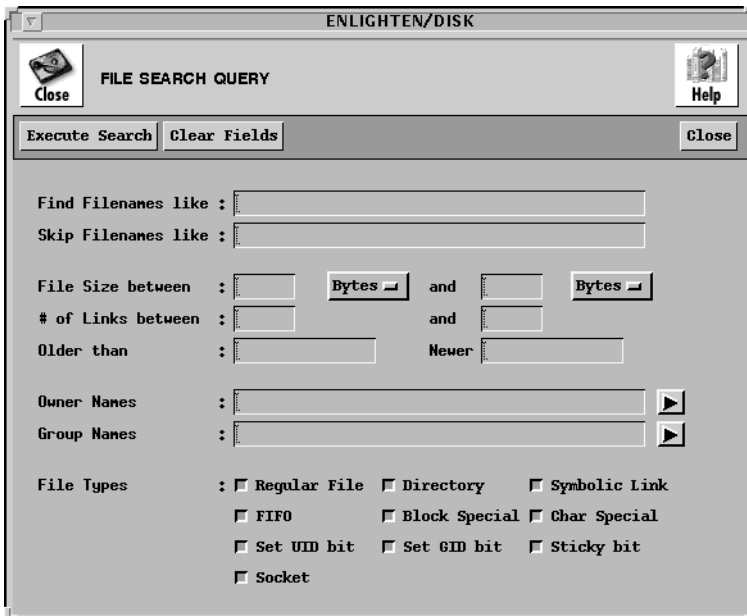 ENLIGHTEN/DISK
Close
FILE SEARCH QUERY
Help
Execute Search Clear Fields Close
Find Filenames like :
Skip Filenames like :
File Size between : Bytes and Bytes
# of Links between : and
Older than : Newer
Owner Names :
Group Names :
File Types : Regular File Directory Symbolic Link
FIFO Block Special Char Special
Set UID bit Set GID bit Sticky bit
Socket